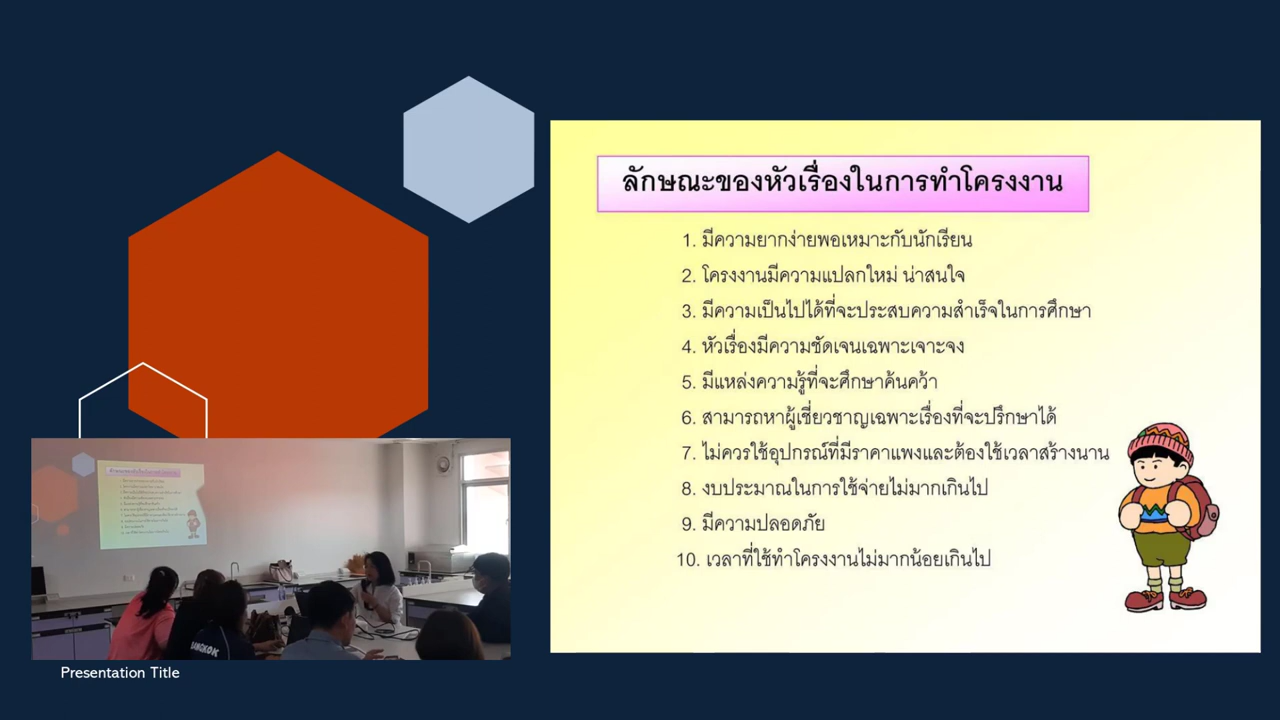 ลักษณะของหัวเรื่องในการทำโครงงาน
1. มีความยากง่ายพอเหมาะกับนักเรียน
2. โครงงานมีความแปลกใหม่ น่าสนใจ
3. มีความเป็นไปได้ที่จะประสบความสำเร็จในการศึกษา
4. หัวเรื่องมีความชัดเจนเฉพาะเจาะจง
5. มีแหล่งความรู้ที่จะศึกษาค้นคว้า
6. สามารถหาผู้เชี่ยวชาญเฉพาะเรื่องที่จะปรึกษาได้
7. ไม่ควรใช้อุปกรณ์ที่มีราคาแพงและต้องใช้เวลาสร้างนาน
8. งบประมาณในการใช้จ่ายไม่มากเกินไป
9. มีความปลอดภัย
10. เวลาที่ใช้ทำโครงงานไม่มากน้อยเกินไป
BANGKOK
Presentation Title